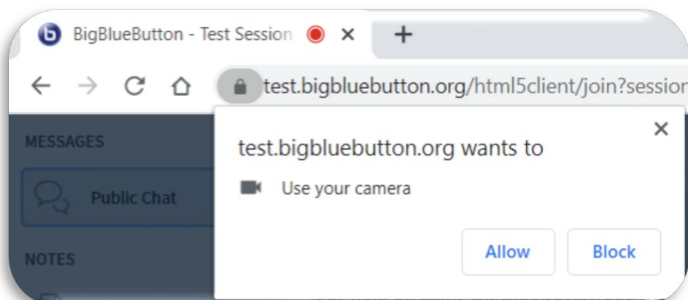 BigBlueButton - Test Session
test.bigbluebutton.org/html5client/join?session
MESSAGES
test.bigbluebutton.org wants to
Public Chat
Use your camera
NOTES
Allow
Block